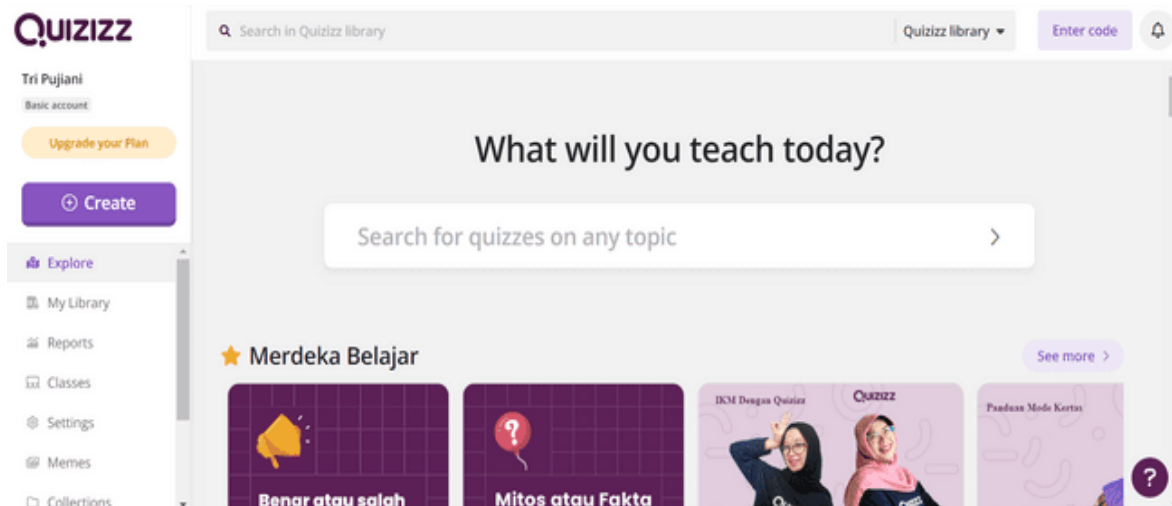 QUIZIZZ
Search in Quizizz library
Quizizz library
Enter code
Tri Pujiani
Basic account
Upgrade your Plan
Create
Explore
My Library
Reports
Classes
Settings
Memes
Collections
What will you teach today?
Search for quizzes on any topic
Merdeka Belajar
See more >
Benar atau salah
Mitos atau Fakta
?
IKM Dengan Quizizz
QUIZIZZ
Panduan Mode Kertas
?